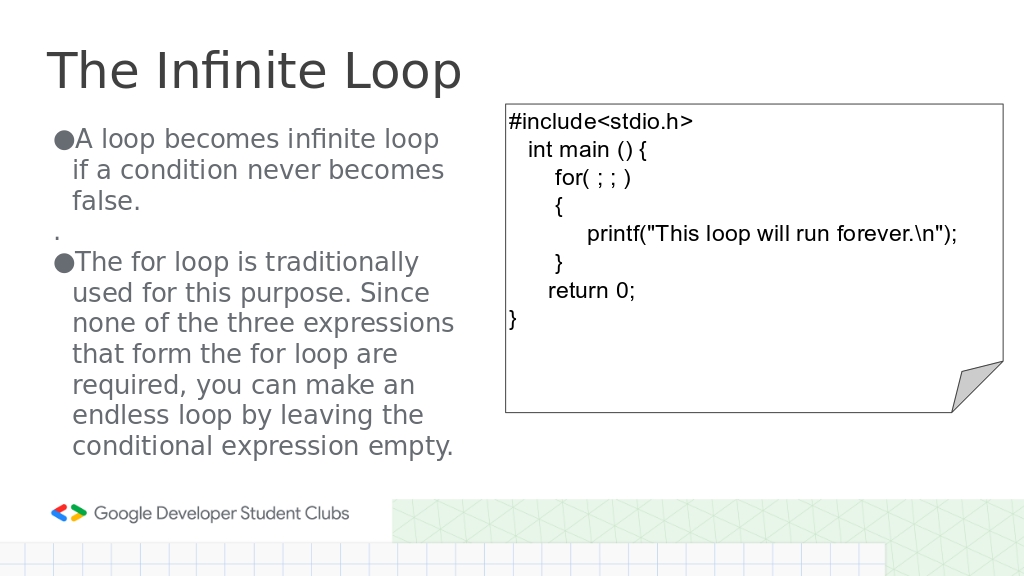 The Infinite Loop
●A loop becomes infinite loop
if a condition never becomes
false.
.
●The for loop is traditionally
used for this purpose. Since
none of the three expressions
that form the for loop are
required, you can make an
endless loop by leaving the
conditional expression empty.
#include<stdio.h>
int main () {
for( ; ; )
{
printf("This loop will run forever.\n");
}
return 0;
}
Google Developer Student Clubs